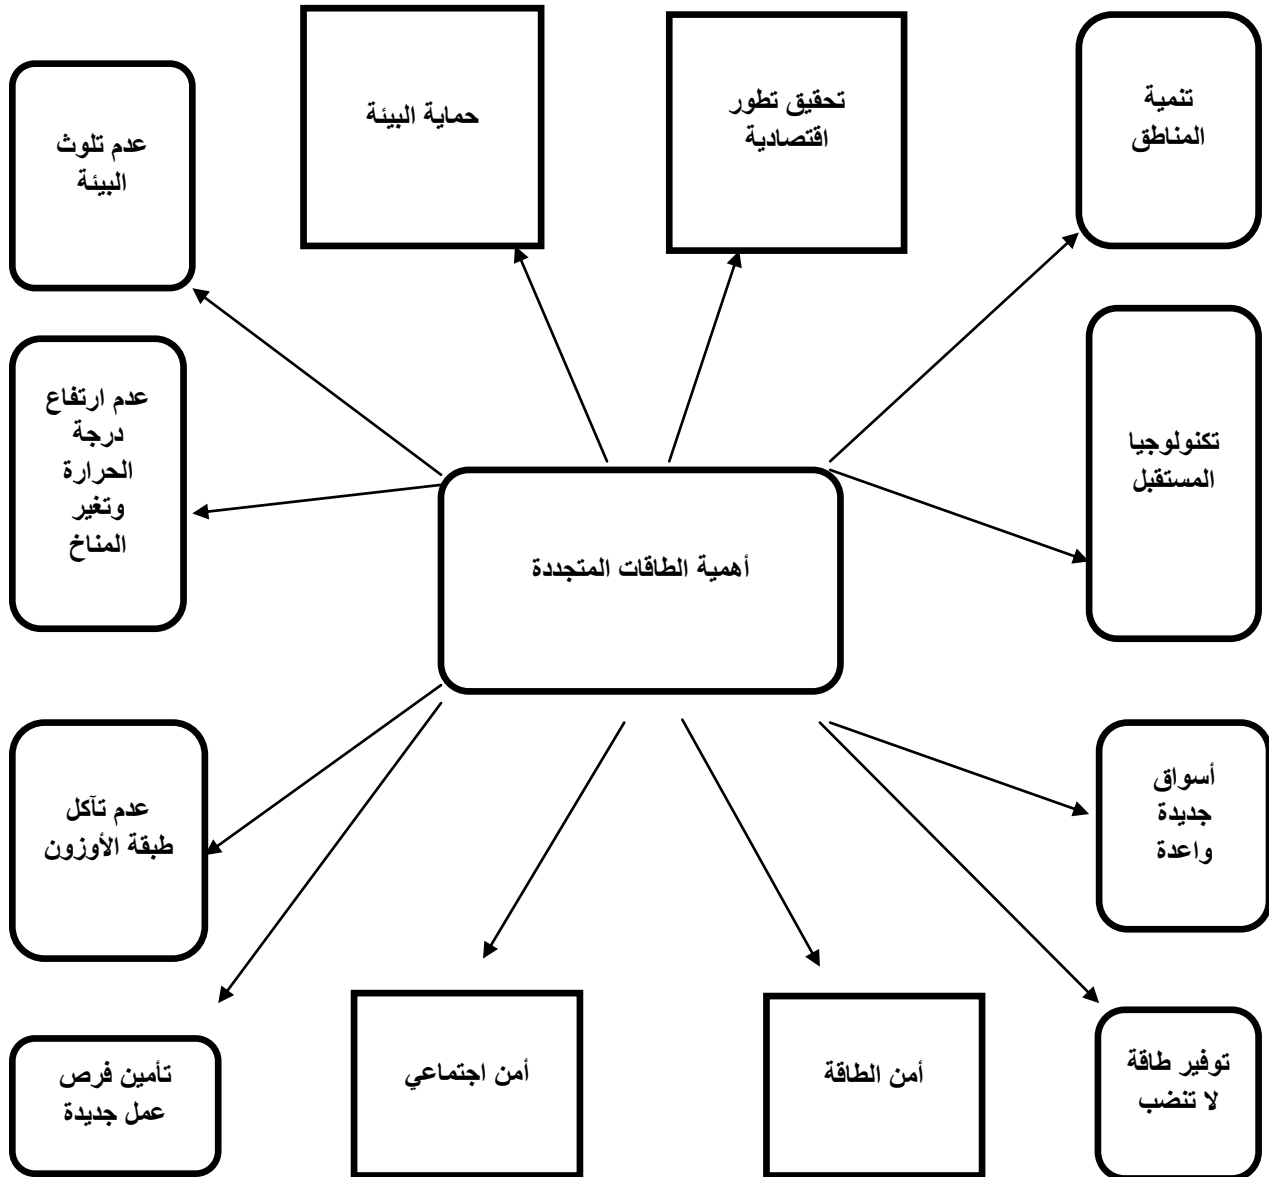 تنمية
المناطق
تحقيق تطور
اقتصادية
حماية البيئة
عدم تلوث
البيئة
تكنولوجيا
المستقبل
عدم ارتفاع
درجة
الحرارة
وتغير
المناخ
أهمية الطاقات المتجددة
أسواق
جديدة
واعدة
عدم تآكل
طبقة الأوزون
توفير طاقة
لا تنضب
أمن الطاقة
أمن اجتماعي
تأمين فرص
عمل جديدة